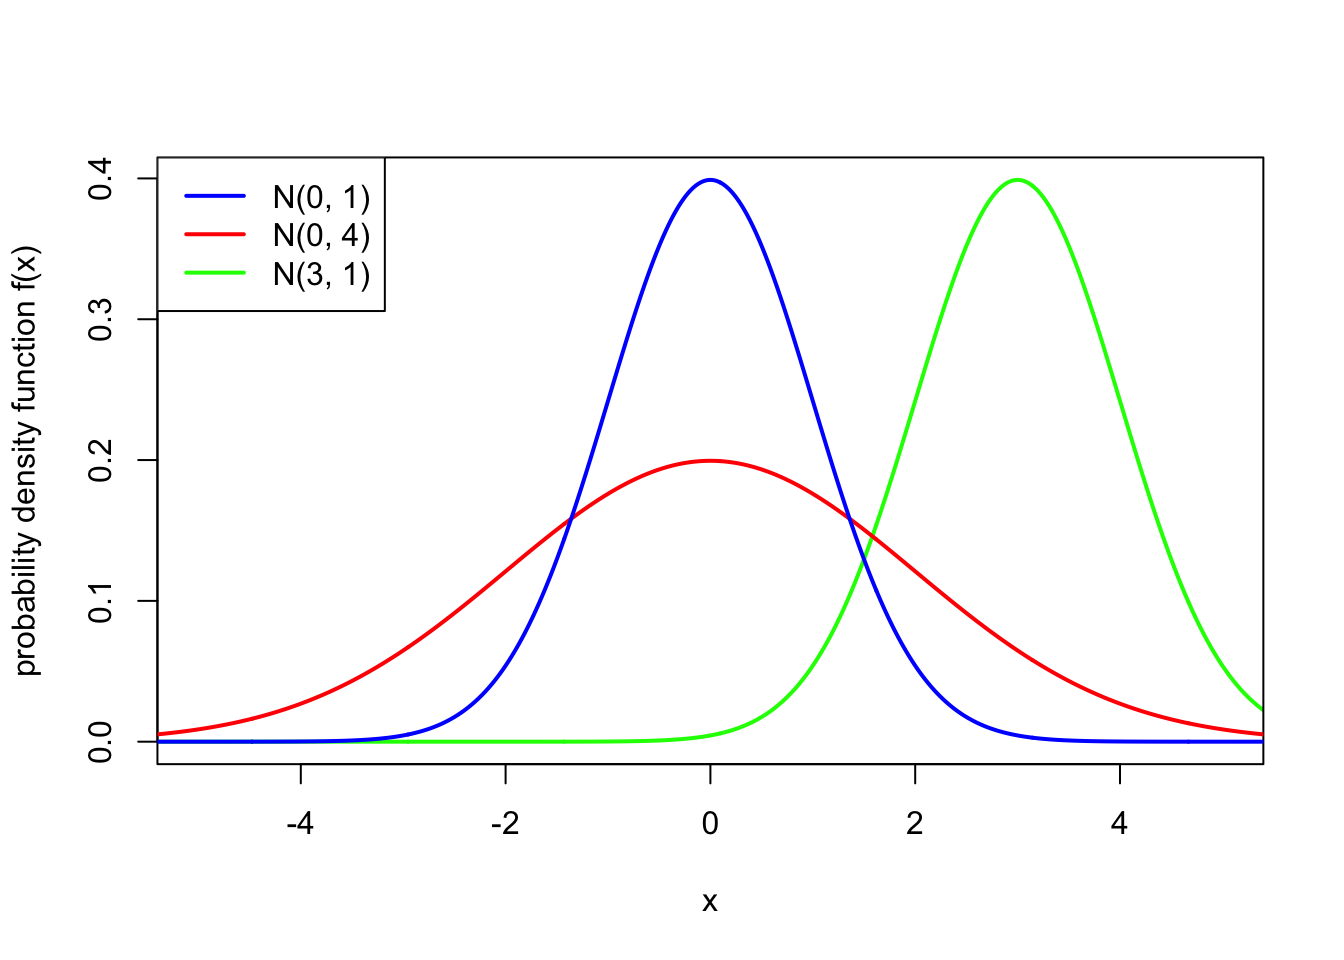 N(0, 1)
N(0, 4)
N(3, 1)
probability density function f(x)
0.4
0.3
0.2
0.1
0.0
-4 -2 0 2 4
x